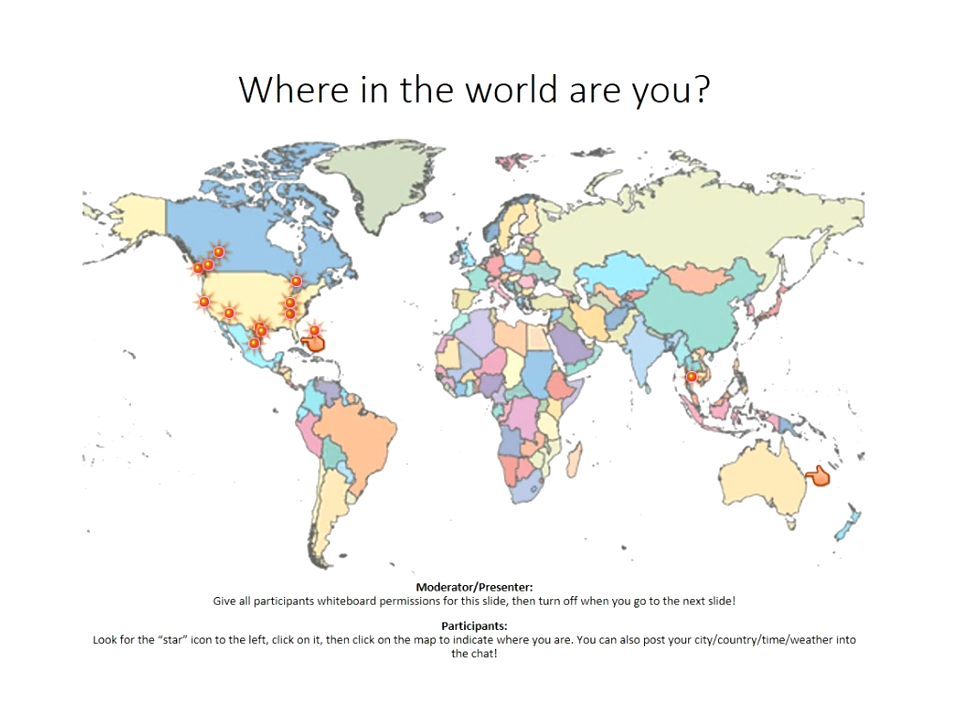 Where in the world are you?
Moderator/Presenter:
Give all participants whiteboard permissions for this slide, then turn off when you go to the next slide!
Participants:
Look for the “star” icon to the left, click on it, then click on the map to indicate where you are. You can also post your city/country/time/weather into
the chat!